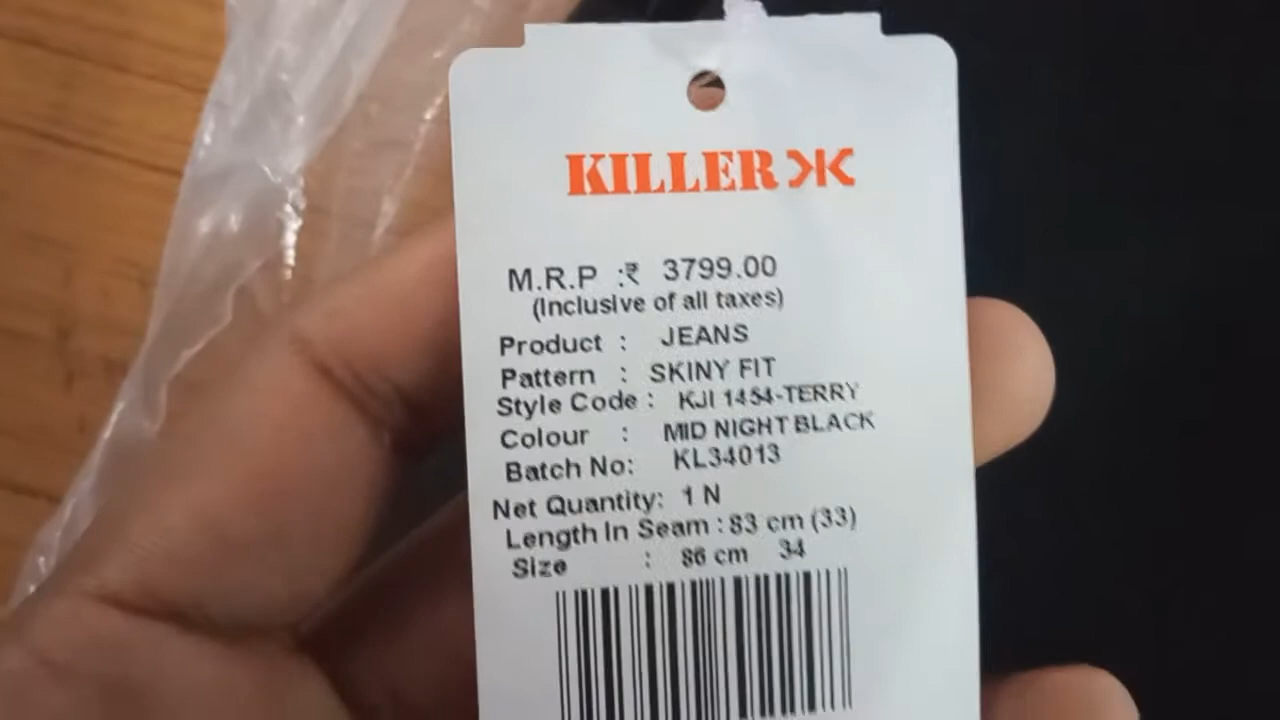 KILLER
M.R.P :₹ 3799.00
(Inclusive of all taxes)
Product : JEANS
Pattern : SKINY FIT
Style Code : KJI 1454-TERRY
Colour : MID NIGHT BLACK
Batch No: KL34013
Net Quantity: 1 N
Length In Seam : 83 cm (33)
Size : 86 cm 34